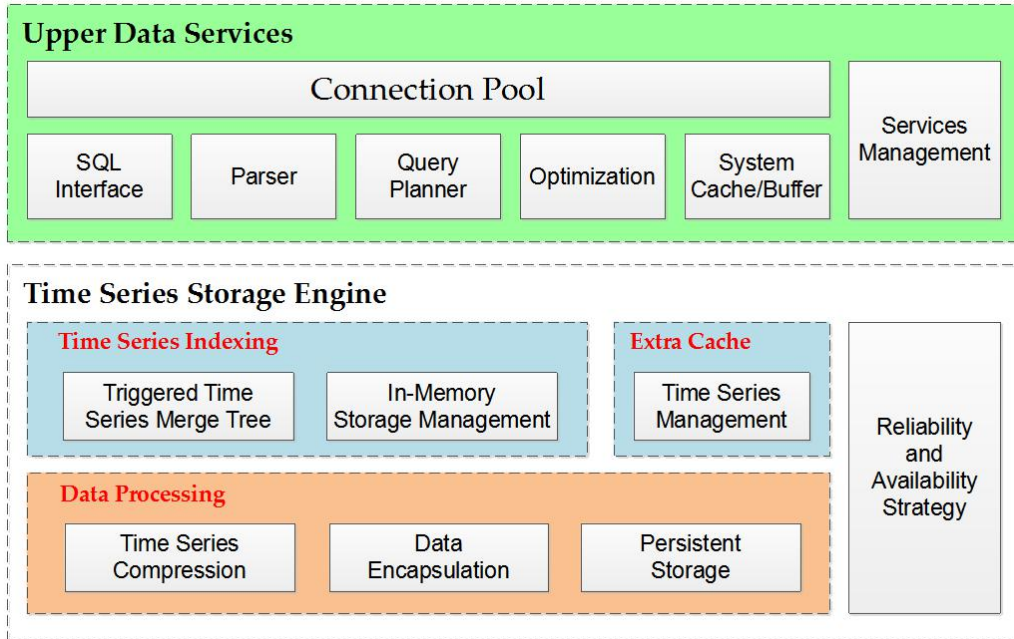 Upper Data Services
Connection Pool
Services
Management
SQL
Interface
Parser
Query
Planner
Optimization
System
Cache/Buffer
Time Series Storage Engine
Time Series Indexing
Triggered Time
Series Merge Tree
In-Memory
Storage Management
Extra Cache
Time Series
Management
Reliability
and
Availability
Strategy
Data Processing
Time Series
Compression
Data
Encapsulation
Persistent
Storage